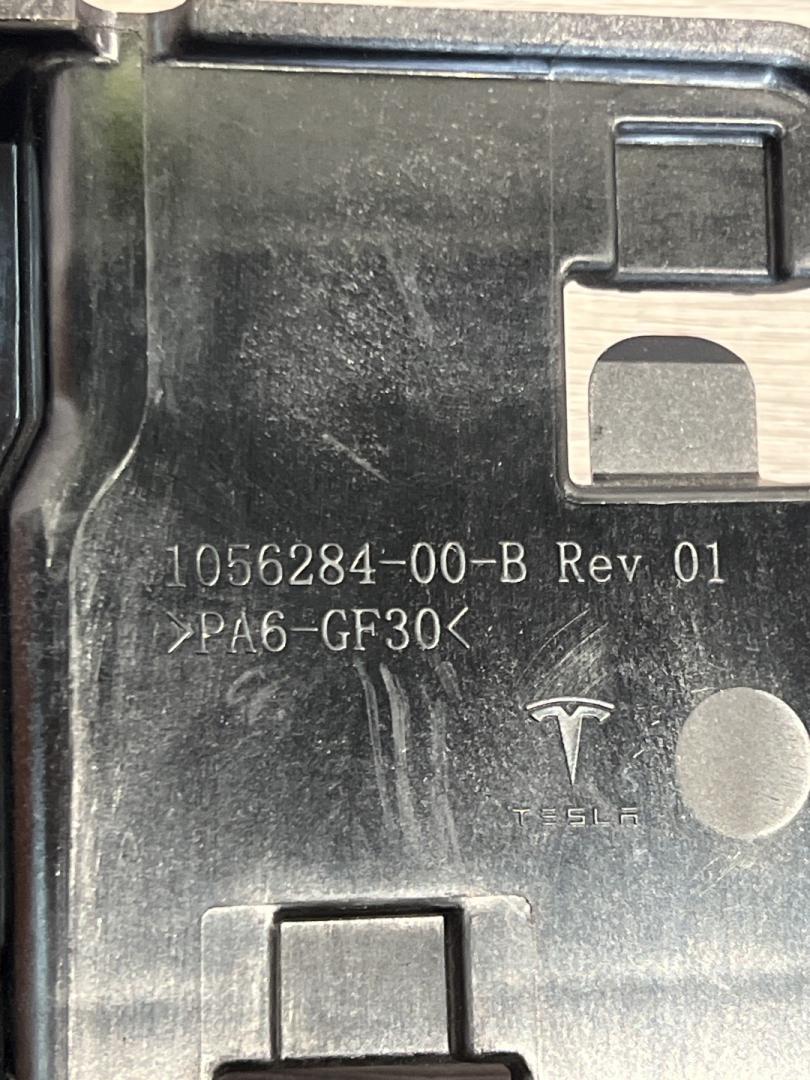 1056284-00-B Rev 01
>PA6-GF30<
TESLA